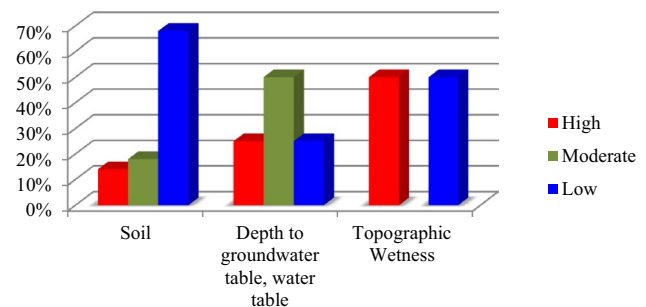 70%
60%
50%
40%
30%
20%
10%
0%
Soil
Depth to
groundwater
table, water
table
Topographic
Wetness
High
Moderate
Low